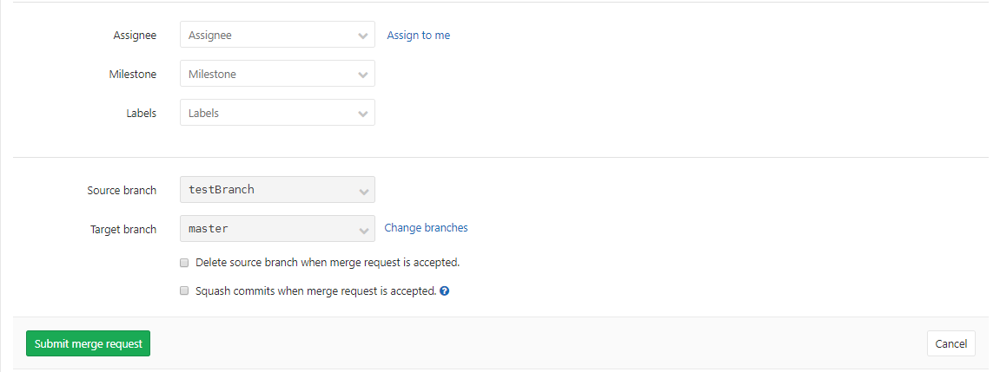 Assignee Assignee Assign to me
Milestone Milestone
Labels Labels
Source branch testBranch
Target branch master Change branches
Delete source branch when merge request is accepted.
Squash commits when merge request is accepted. ?
Submit merge request Cancel